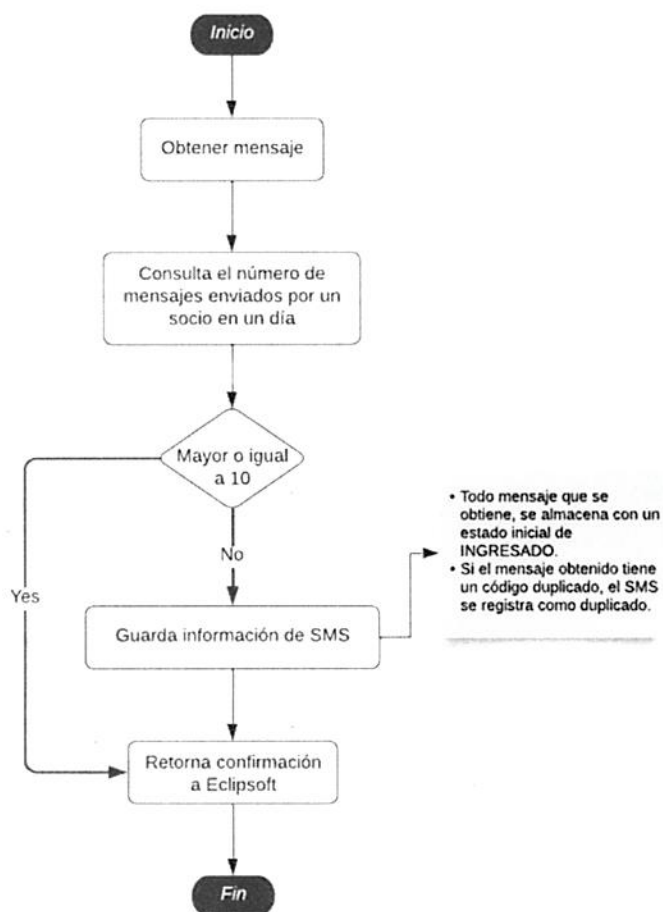 Inicio
Obtener mensaje
Consulta el número de
mensajes enviados por un
socio en un día
Mayor o igual
a 10
No
Yes
• Todo mensaje que se
obtiene, se almacena con un
estado inicial de
INGRESADO.
• Si el mensaje obtenido tiene
un código duplicado, el SMS
se registra como duplicado.
Guarda información de SMS
Retorna confirmación
a Eclipsoft
Fin